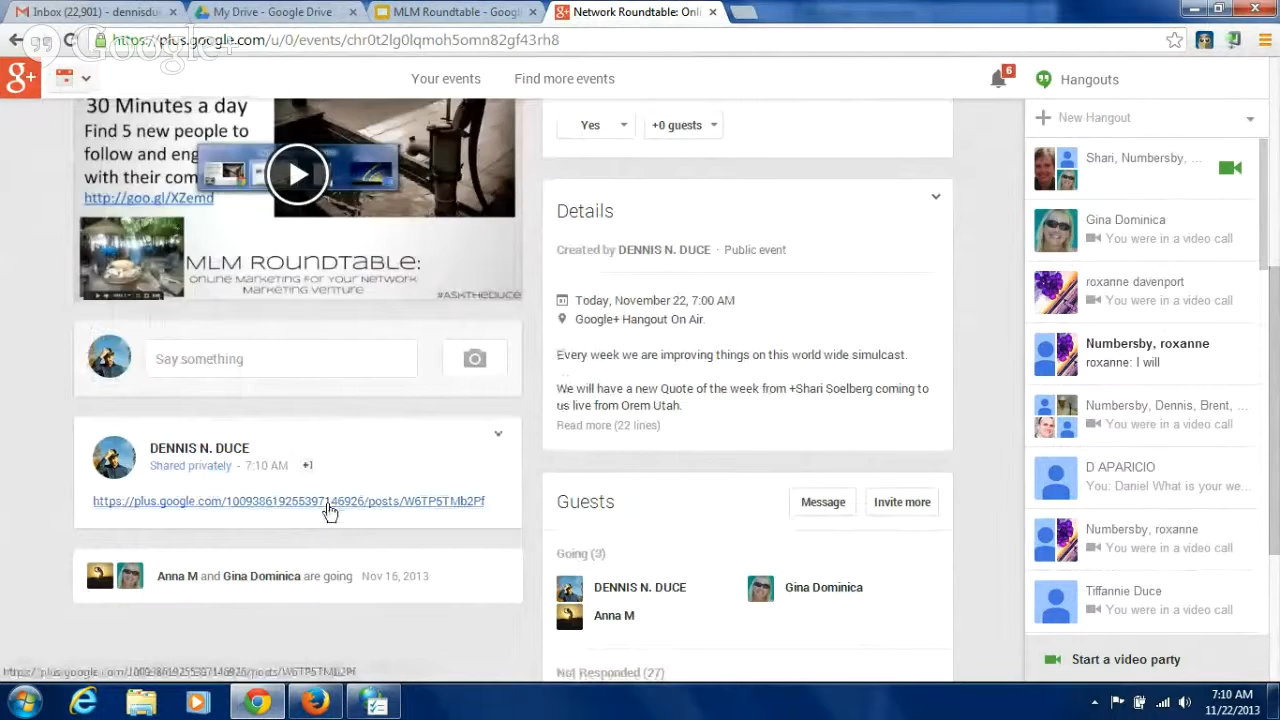 Inbox (22,901) - dennisdu
My Drive - Google Drive
MLM Roundtable - Googl
Network Roundtable: Onli
https://plus.google.com/u/0/events/chr0t2lg0lqmoh5omn82gf43rh8
Google+
g+
Your events
Find more events
6
Hangouts
30 Minutes a day
Find 5 new people to
follow and eng
with their com
http://goo.gl/XZemd
MLM ROUNDTABLE:
ONLINE MARKETING FOR YOUR NETWORK
MARKETING VENTURE
#ASKTHEDUCE
Say something
DENNIS N. DUCE
Shared privately - 7:10 AM +1
https://plus.google.com/100938619255397146926/posts/W6TP5TMb2Pf
Anna M and Gina Dominica are going Nov 16, 2013
Yes
+0 guests
Details
Created by DENNIS N. DUCE · Public event
Today, November 22, 7:00 AM
Google+ Hangout On Air.
Every week we are improving things on this world wide simulcast.
We will have a new Quote of the week from +Shari Soelberg coming to
us live from Orem Utah.
Read more (22 lines)
Guests
Message
Invite more
Going (3)
DENNIS N. DUCE
Gina Dominica
Anna M
Not Responded (27)
New Hangout
Shari, Numbersby, ...
Gina Dominica
You were in a video call
roxanne davenport
You were in a video call
Numbersby, roxanne
roxanne: I will
Numbersby, Dennis, Brent, ...
You were in a video call
D APARICIO
You: Daniel What is your we...
Numbersby, roxanne
You were in a video call
Tiffannie Duce
You were in a video call
Start a video party
7:10 AM
11/22/2013